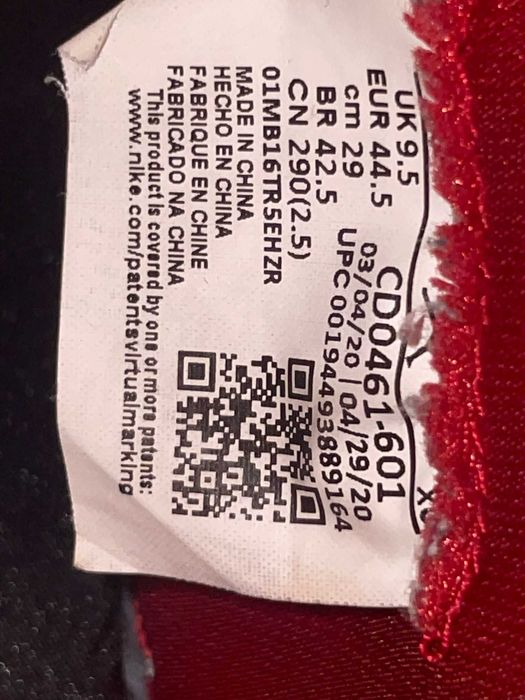 UK 9.5
EUR 44.5
cm 29
BR 42.5
CN 290(2.5)
CD0461-601
03/04/20 | 04/29/20
UPC 00194493889164
01MB16TR5EHZR
MADE IN CHINA
HECHO EN CHINA
FABRIQUE EN CHINE
FABRICADO NA CHINA
This product is covered by one or more patents:
www.nike.com/patentsvirtualmarking